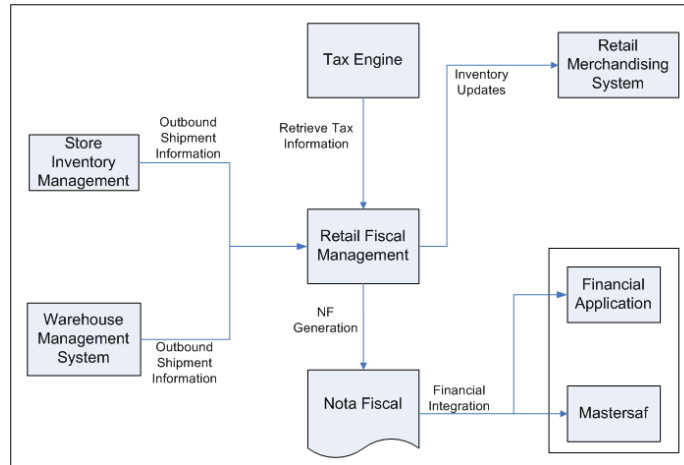 Tax Engine
Retail
Merchandising
System
Inventory
Updates
Outbound
Shipment
Information
Retrieve Tax
Information
Store
Inventory
Management
Retail Fiscal
Management
Financial
Application
Warehouse
Management
System
NF
Generation
Outbound
Shipment
Information
Nota Fiscal
Financial
Integration
Mastersaf